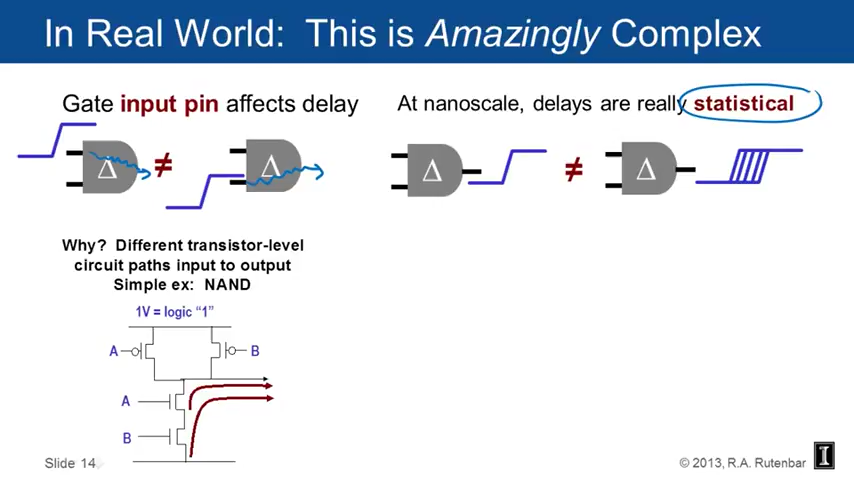 In Real World: This is Amazingly Complex
Gate input pin affects delay
At nanoscale, delays are really statistical
Δ
≠
Δ
Δ
≠
Δ
Why? Different transistor-level
circuit paths input to output
Simple ex: NAND
1V = logic “1”
A
B
A
B
Slide 14
© 2013, R.A. Rutenbar
I